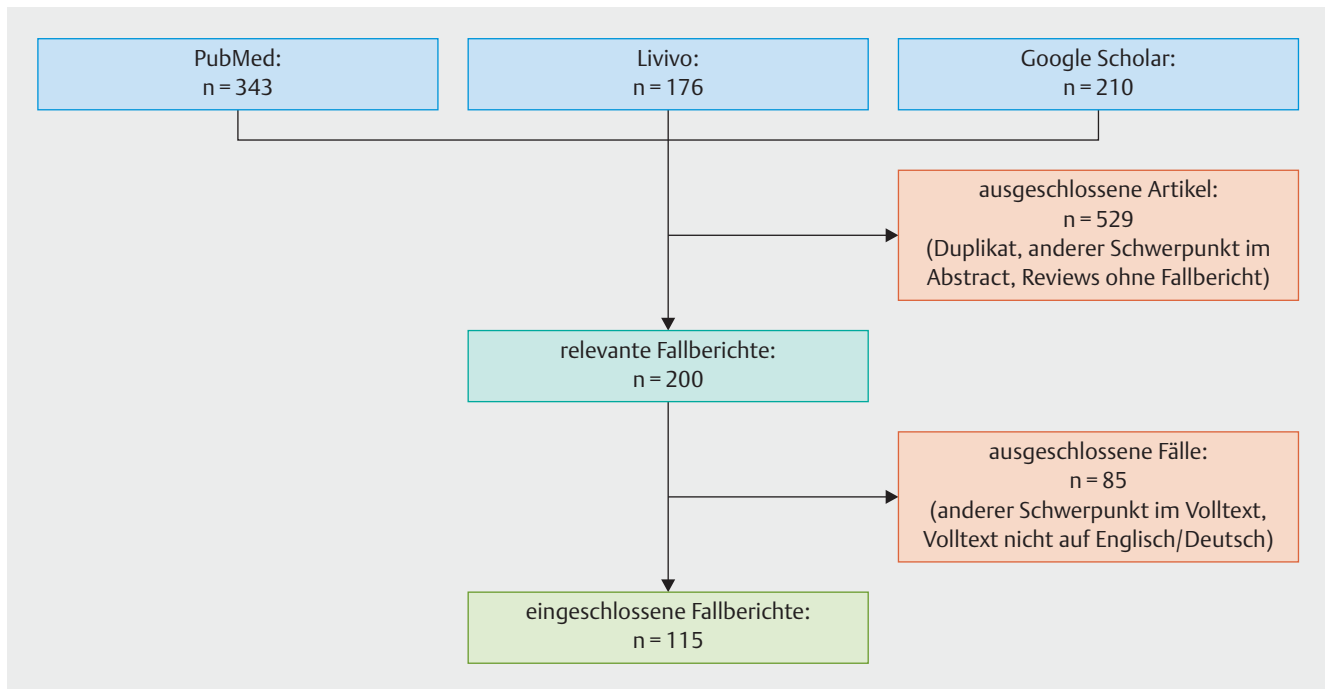 PubMed:
n = 343
Livivo:
n = 176
Google Scholar:
n = 210
ausgeschlossene Artikel:
n = 529
(Duplikat, anderer Schwerpunkt im
Abstract, Reviews ohne Fallbericht)
relevante Fallberichte:
n = 200
ausgeschlossene Fälle:
n = 85
(anderer Schwerpunkt im Volltext,
Volltext nicht auf Englisch/Deutsch)
eingeschlossene Fallberichte:
n = 115